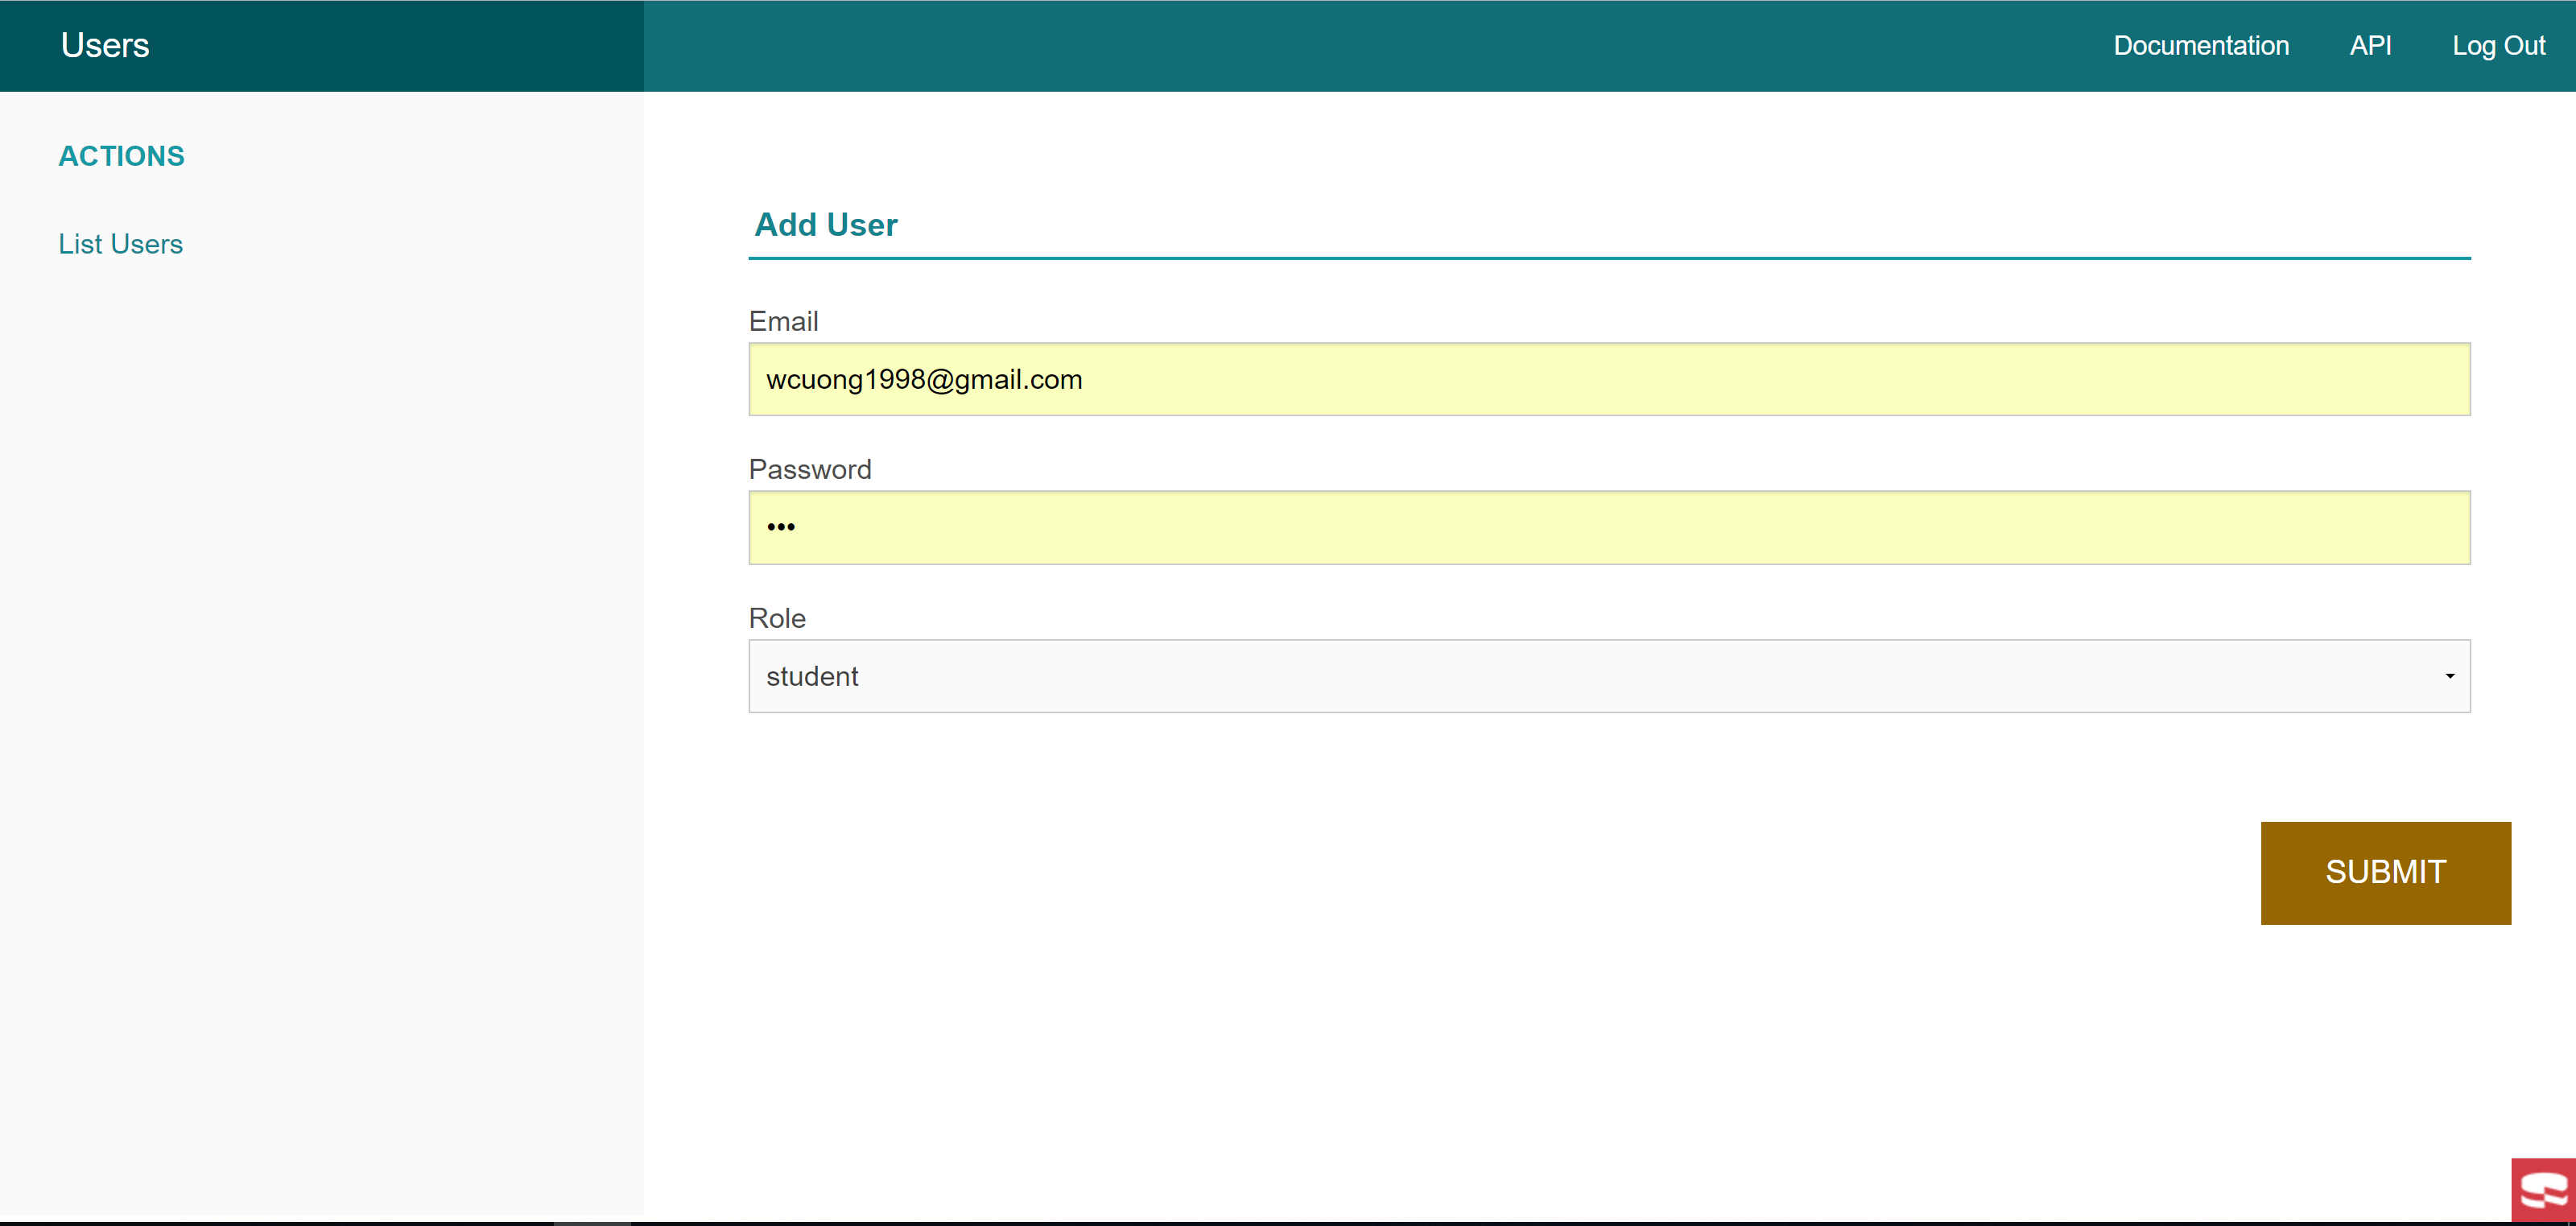 Users
Documentation API Log Out
ACTIONS
List Users
Add User
Email
wcuong1998@gmail.com
Password
•••
Role
student
SUBMIT